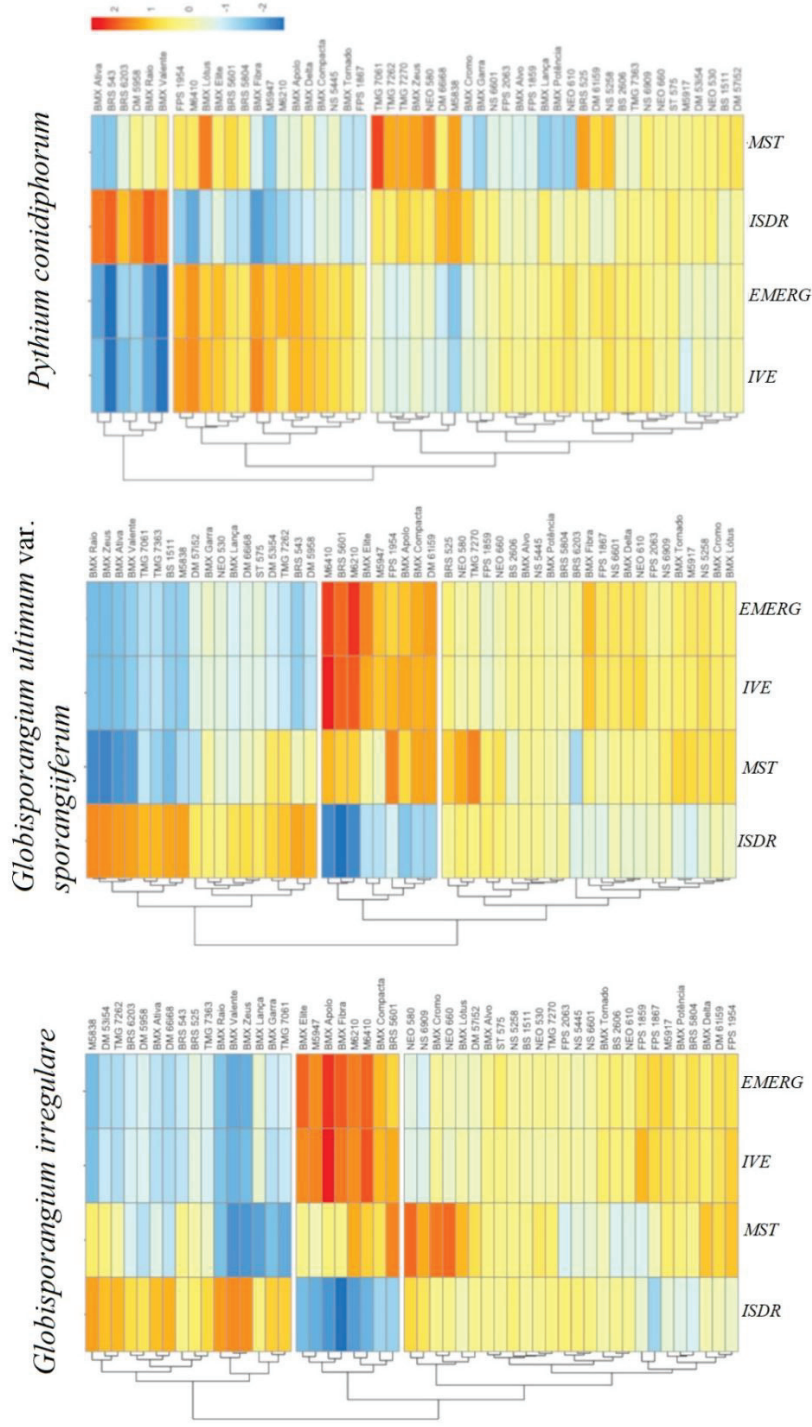 Pythium conidiphorum
2
1
0
-1
-2
BMX Ativa
BRS 543
BRS 6203
DM 5958
BMX Raio
BMX Valente
FPS 1954
M6410
BMX Lótus
BMX Elite
BRS 5601
BRS 5804
BMX Fibra
M5947
M6210
BMX Apolo
BMX Delta
BMX Compacta
NS 5445
BMX Tornado
FPS 1867
TMG 7061
TMG 7262
TMG 7270
BMX Zeus
NEO 580
DM 66i68
M5838
BMX Cromo
BMX Garra
NS 6601
FPS 2063
BMX Alvo
FPS 1859
BMX Lança
BMX Potência
NEO 610
BRS 525
DM 61i59
NS 5258
BS 2606
TMG 7363
NS 6909
NEO 660
ST 575
M5917
DM 53i54
NEO 530
BS 1511
DM 57i52
MST
ISDR
EMERG
IVE
Globisporangium ultimum var.
sporangiiferum
BMX Raio
BMX Zeus
BMX Ativa
BMX Valente
TMG 7061
TMG 7363
BS 1511
M5838
DM 57i52
BMX Garra
NEO 530
BMX Lança
DM 66i68
ST 575
DM 53i54
TMG 7262
BRS 543
DM 5958
M6410
BRS 5601
M6210
BMX Elite
M5947
FPS 1954
BMX Apolo
BMX Compacta
DM 61i59
BRS 525
NEO 580
TMG 7270
FPS 1859
NEO 660
BS 2606
BMX Alvo
NS 5445
BMX Potência
BRS 5804
BRS 6203
BMX Fibra
FPS 1867
NS 6601
BMX Delta
NEO 610
FPS 2063
NS 6909
BMX Tornado
M5917
NS 5258
BMX Cromo
BMX Lótus
EMERG
IVE
MST
ISDR
Globisporangium irregulare
M5838
DM 53i54
TMG 7262
BRS 6203
DM 5958
BMX Ativa
DM 66i68
BRS 543
BRS 525
TMG 7363
BMX Raio
BMX Valente
BMX Zeus
BMX Lança
BMX Garra
TMG 7061
BMX Elite
M5947
BMX Apolo
BMX Fibra
M6210
M6410
BMX Compacta
BRS 5601
NEO 580
NS 6909
BMX Cromo
NEO 660
BMX Lótus
DM 57i52
BMX Alvo
ST 575
NS 5258
BS 1511
NEO 530
TMG 7270
FPS 2063
NS 5445
NS 6601
BMX Tornado
BS 2606
NEO 610
FPS 1859
FPS 1867
M5917
BMX Potência
BRS 5804
BMX Delta
DM 61i59
FPS 1954
EMERG
IVE
MST
ISDR